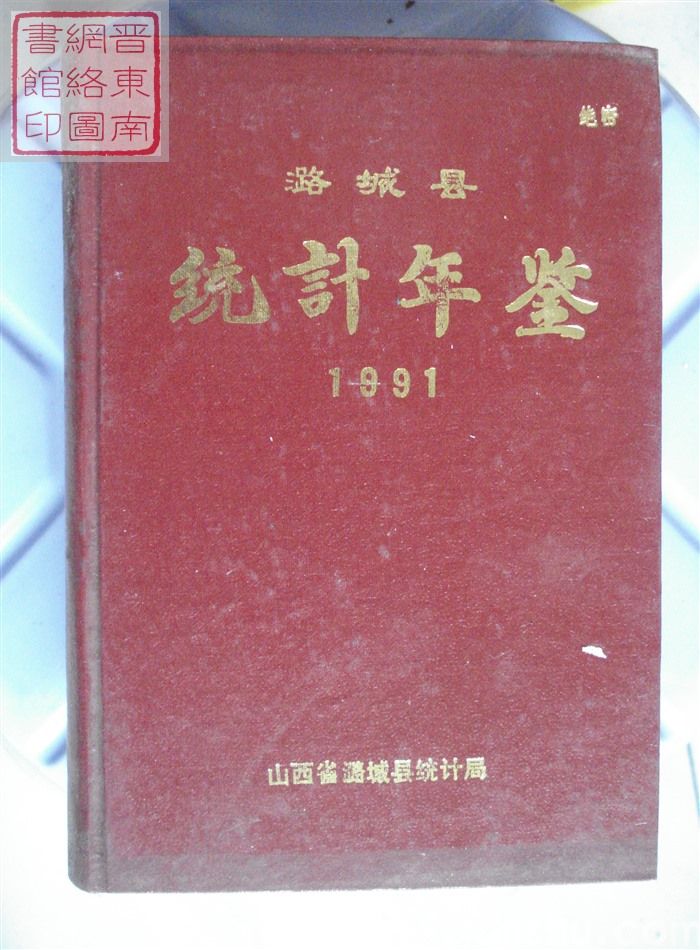 晋東南
網絡圖
書館印
绝密
潞城县
统計年鉴
1991
山西省潞城县统计局